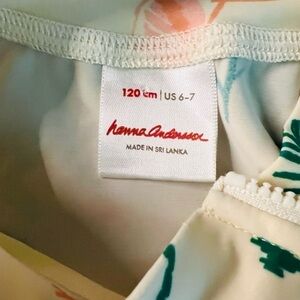 120 cm | US 6-7
hanna andersson
MADE IN SRI LANKA